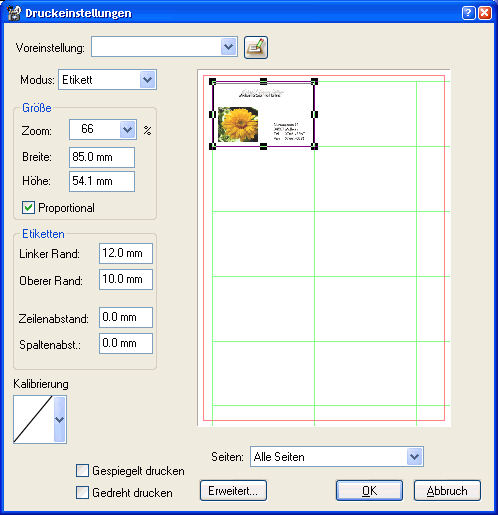 Druckeinstellungen
Voreinstellung:
Modus: Etikett
Größe
Zoom: 66 %
Breite: 85.0 mm
Höhe: 54.1 mm
Proportional
Etiketten
Linker Rand: 12.0 mm
Oberer Rand: 10.0 mm
Zeilenabstand: 0.0 mm
Spaltenabst.: 0.0 mm
Kalibrierung
Seiten: Alle Seiten
Gespiegelt drucken
Gedreht drucken
Erweitert...
OK
Abbruch